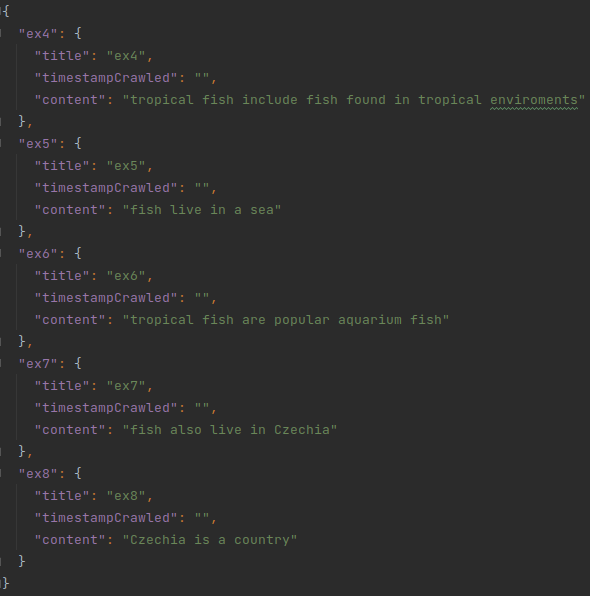 {
"ex4": {
"title": "ex4",
"timestampCrawled": "",
"content": "tropical fish include fish found in tropical enviroments"
},
"ex5": {
"title": "ex5",
"timestampCrawled": "",
"content": "fish live in a sea"
},
"ex6": {
"title": "ex6",
"timestampCrawled": "",
"content": "tropical fish are popular aquarium fish"
},
"ex7": {
"title": "ex7",
"timestampCrawled": "",
"content": "fish also live in Czechia"
},
"ex8": {
"title": "ex8",
"timestampCrawled": "",
"content": "Czechia is a country"
}
}